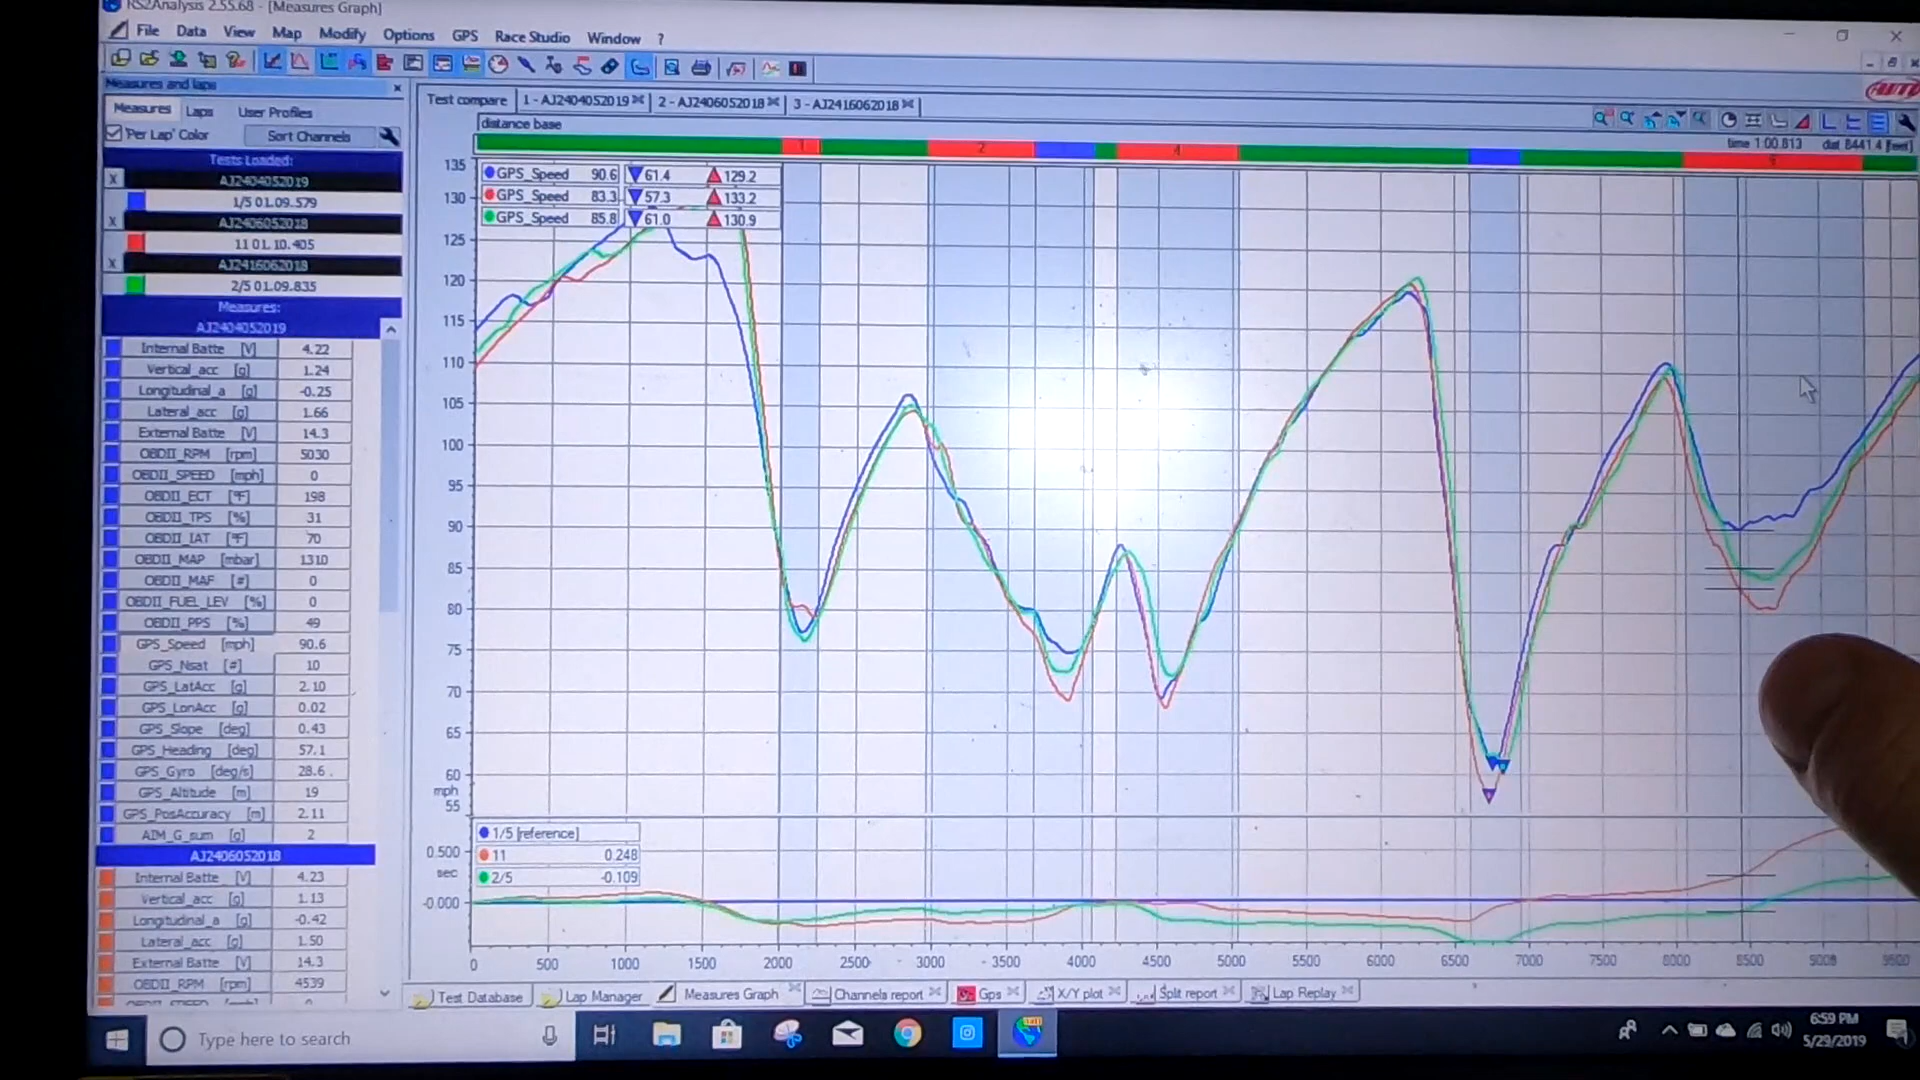 RS2Analysis 2.55.68 - [Measures Graph]
File Data View Map Modify Options GPS Race Studio Window ?
Measures and laps
Measures Laps User Profiles
'Per Lap' Color Sort Channels
Tests Loaded:
X AJ2404052019
1/5 01.09.579
X AJ2406052018
11 01.10.405
X AJ2416062018
2/5 01.09.835
Measures:
AJ2404052019
Internal Batte [V] 4.22
Vertical_acc [g] 1.24
Longitudinal_a [g] -0.25
Lateral_acc [g] 1.66
External Batte [V] 14.3
OBDII_RPM [rpm] 5030
OBDII_SPEED [mph] 0
OBDII_ECT [°F] 198
OBDII_TPS [%] 31
OBDII_IAT [°F] 70
OBDII_MAP [mbar] 1310
OBDII_MAF [#] 0
OBDII_FUEL_LEV [%] 0
OBDII_PPS [%] 49
GPS_Speed [mph] 90.6
GPS_Nsat [#] 10
GPS_LatAcc [g] 2.10
GPS_LonAcc [g] 0.02
GPS_Slope [deg] 0.43
GPS_Heading [deg] 57.1
GPS_Gyro [deg/s] 28.6
GPS_Altitude [m] 19
GPS_PosAccuracy [m] 2.11
AIM_G_sum [g] 2
AJ2406052018
Internal Batte [V] 4.23
Vertical_acc [g] 1.13
Longitudinal_a [g] -0.42
Lateral_acc [g] 1.50
External Batte [V] 14.3
OBDII_RPM [rpm] 4539
Test compare 1 - AJ2404052019 2 - AJ2406052018 3 - AJ2416062018
distance base
1 2 4
time 1:00.813 dist 8441.4 [feet]
GPS_Speed 90.6 61.4 129.2
GPS_Speed 83.3 57.3 133.2
GPS_Speed 85.8 61.0 130.9
135
130
125
120
115
110
105
100
95
90
85
80
75
70
65
60
mph
55
1/5 [reference]
11 0.248
2/5 -0.109
0.500
sec
-0.000
0 500 1000 1500 2000 2500 3000 3500 4000 4500 5000 5500 6000 6500 7000 7500 8000 8500 9000 9500
Test Database Lap Manager Measures Graph Channels report Gps X/Y plot Split report Lap Replay
Type here to search
6:59 PM
5/29/2019